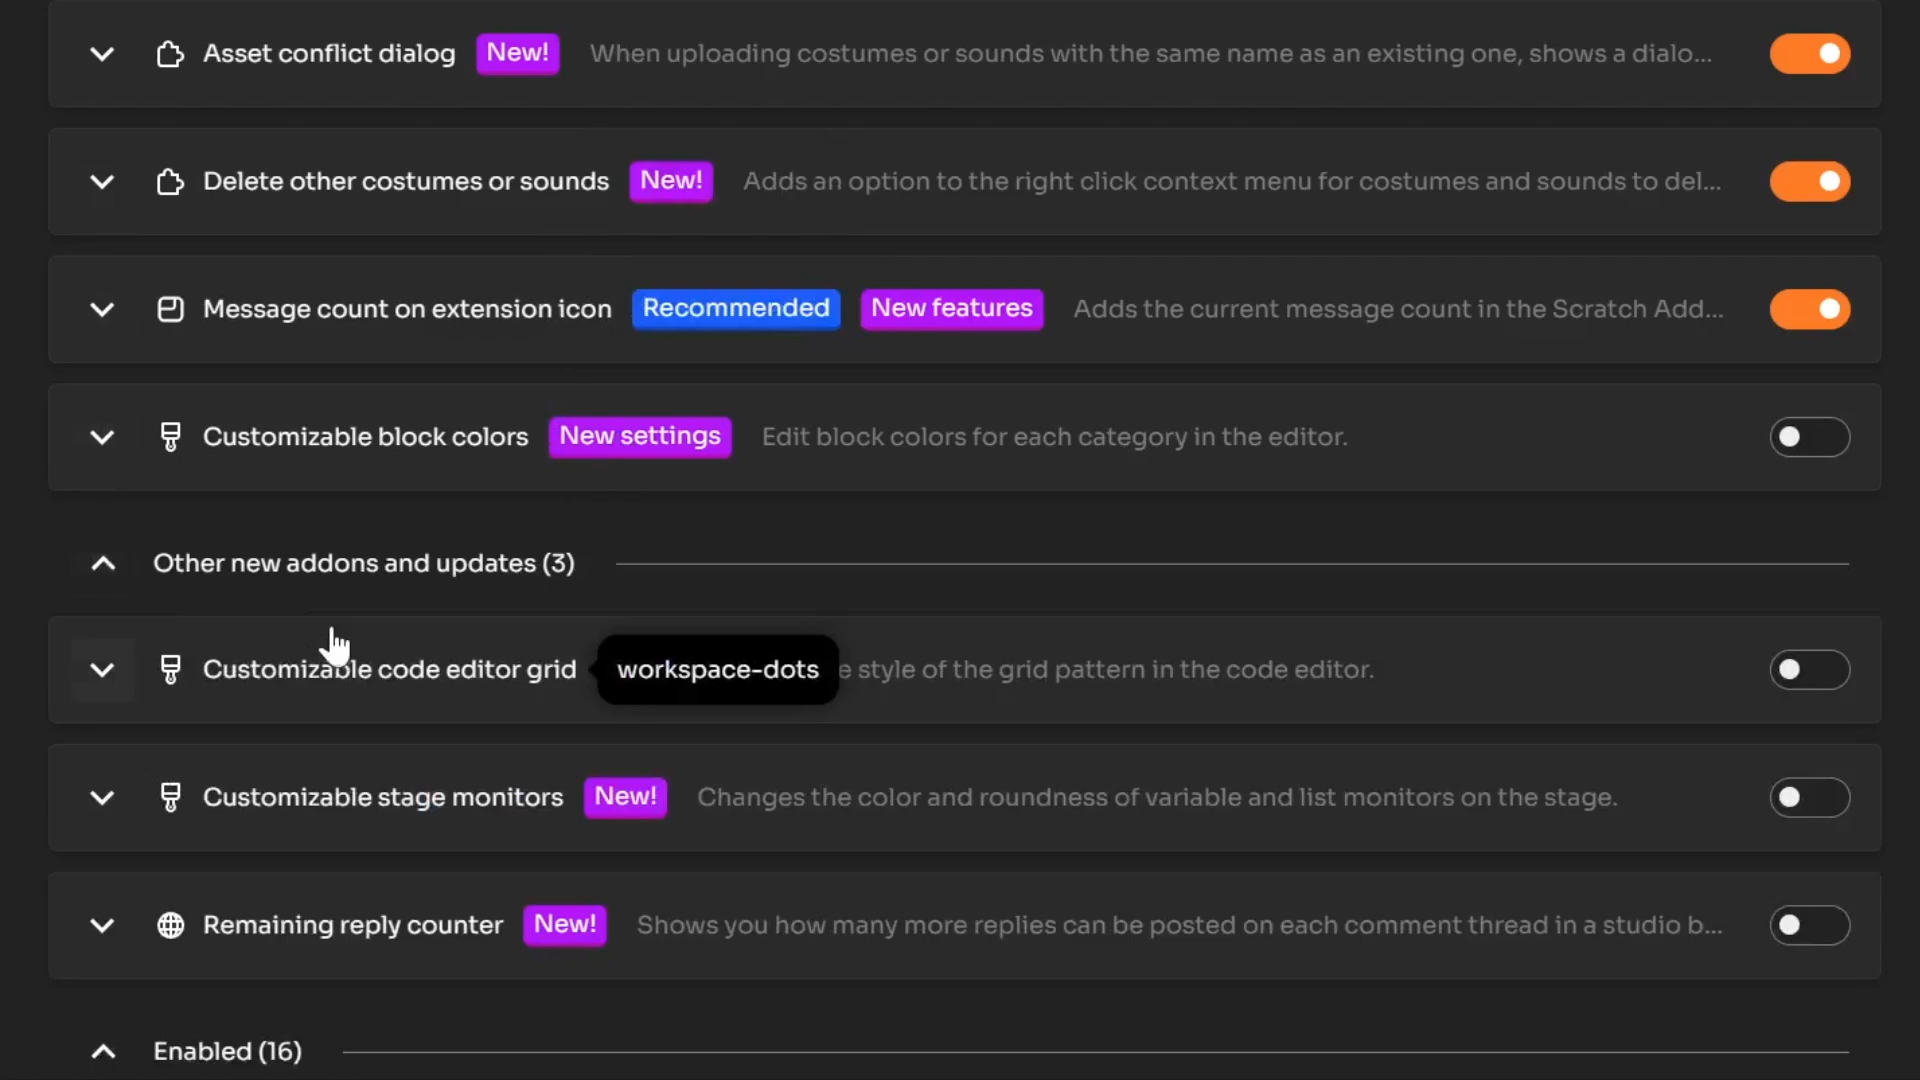 Asset conflict dialog New! When uploading costumes or sounds with the same name as an existing one, shows a dialo...
Delete other costumes or sounds New! Adds an option to the right click context menu for costumes and sounds to del...
Message count on extension icon Recommended New features Adds the current message count in the Scratch Add...
Customizable block colors New settings Edit block colors for each category in the editor.
Other new addons and updates (3)
Customizable code editor grid workspace-dots e style of the grid pattern in the code editor.
Customizable stage monitors New! Changes the color and roundness of variable and list monitors on the stage.
Remaining reply counter New! Shows you how many more replies can be posted on each comment thread in a studio b...
Enabled (16)